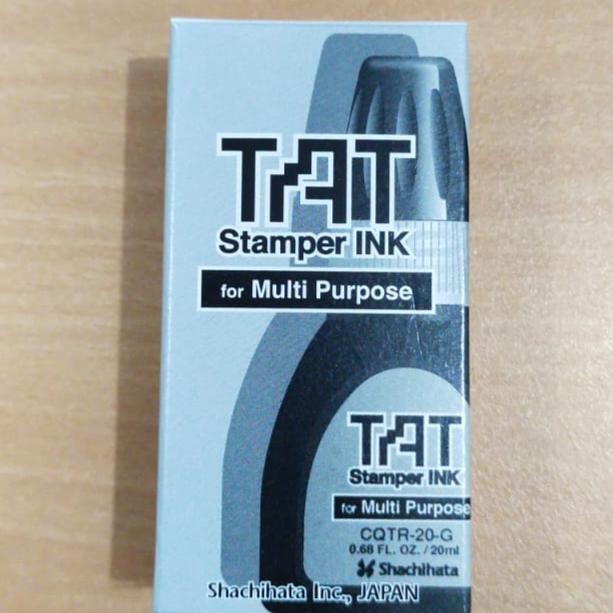 TAT
Stamper INK
for Multi Purpose
TAT
Stamper INK
for Multi Purpose
CQTR-20-G
0.68 FL. OZ. / 20ml
Shachihata
Shachihata Inc., JAPAN